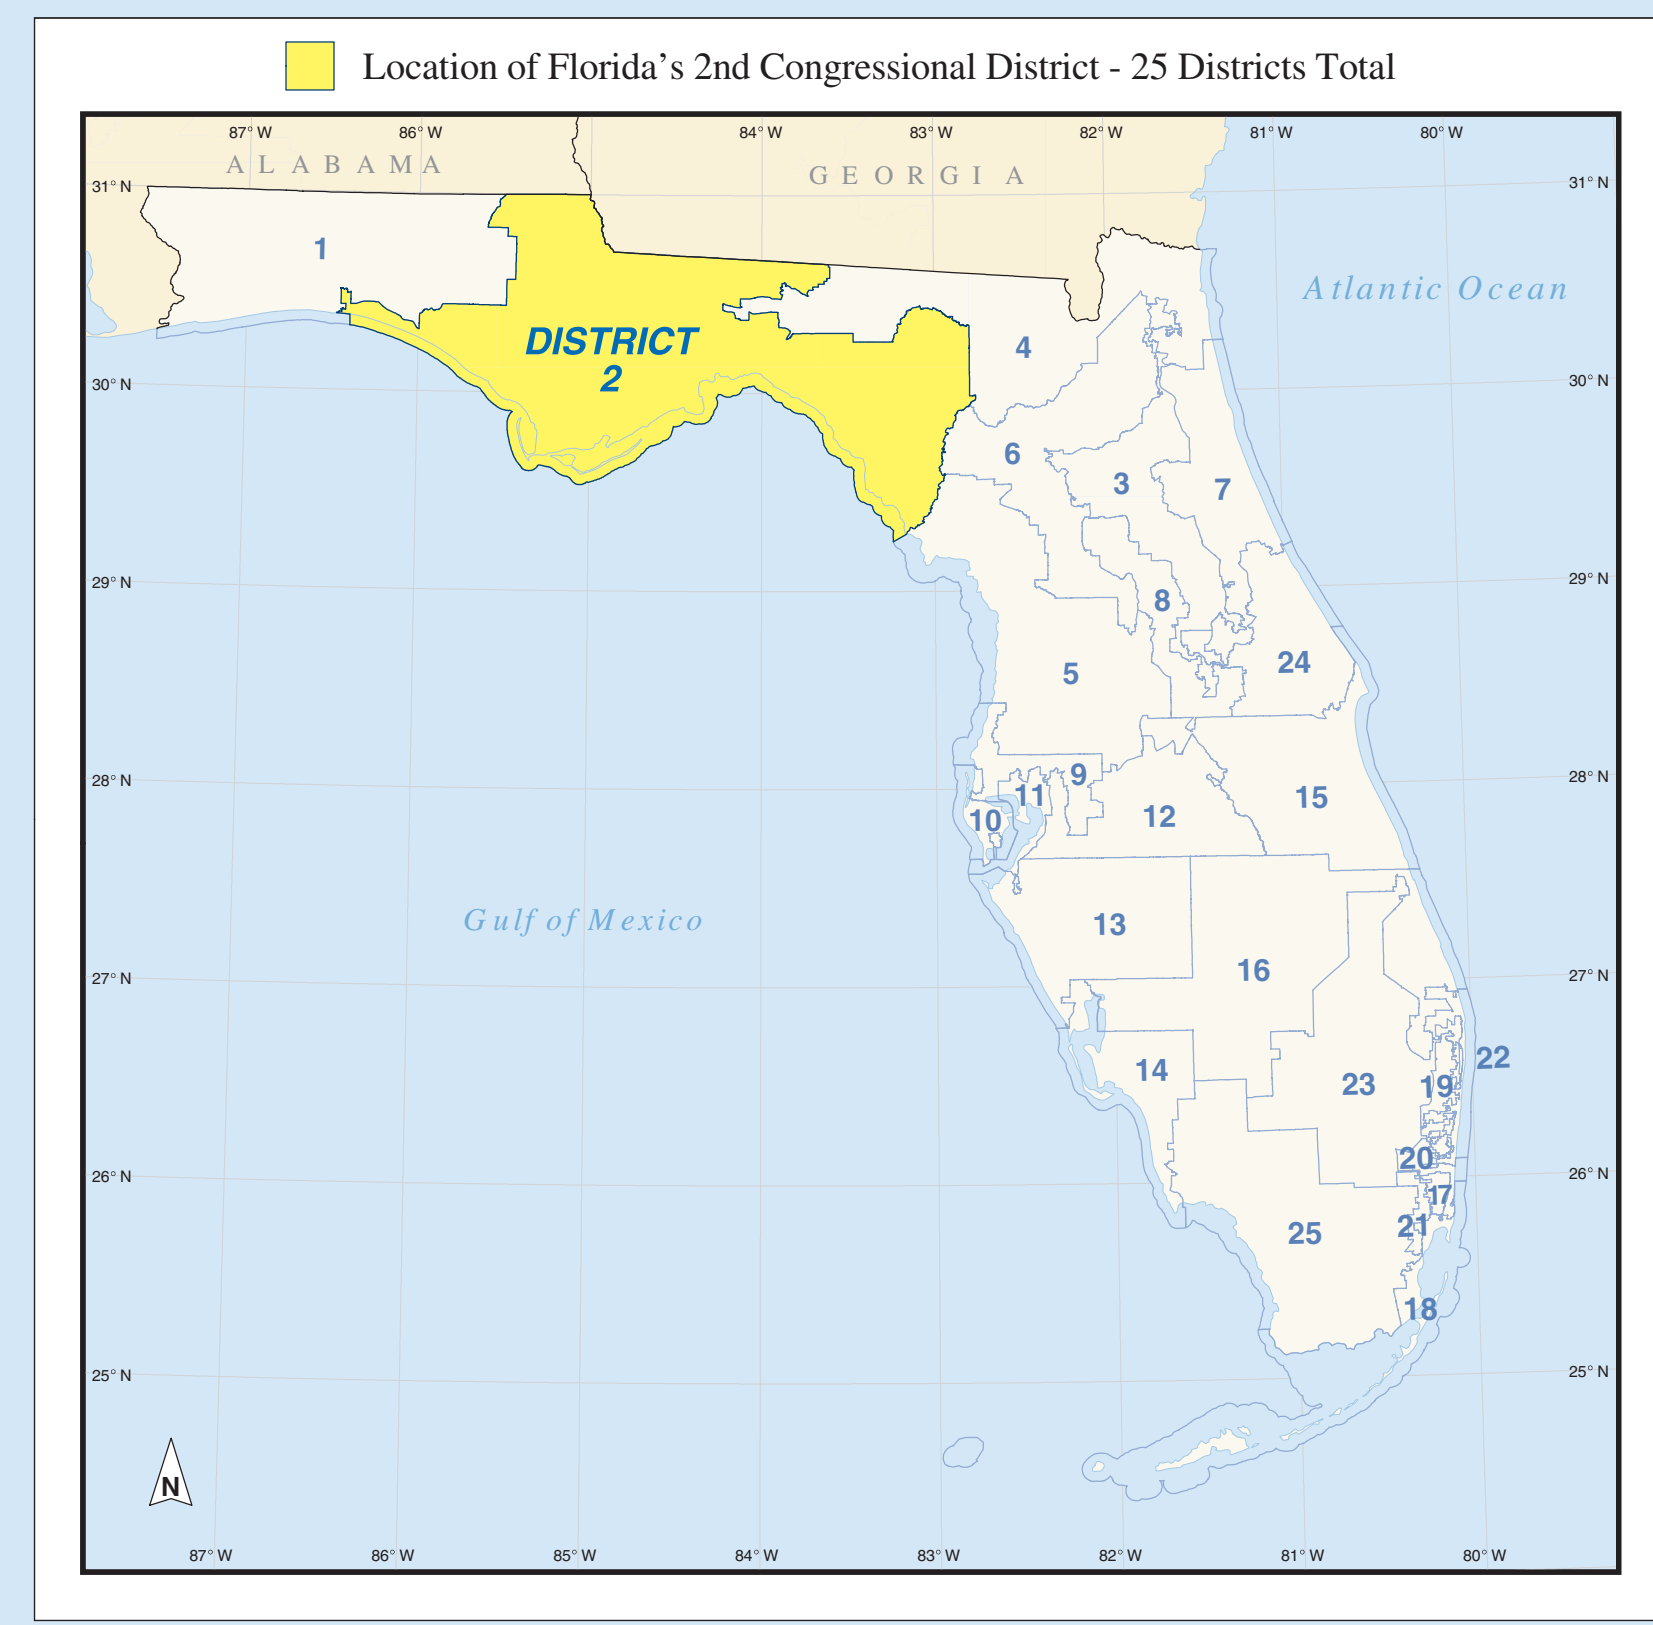 Location of Florida’s 2nd Congressional District - 25 Districts Total
87° W 86° W 84° W 83° W 82° W 81° W 80° W
ALABAMA
GEORGIA
31° N
31° N
1
Atlantic Ocean
DISTRICT
2
4
30° N
30° N
6
3
7
29° N
29° N
8
24
5
28° N
28° N
9
11
15
10
12
Gulf of Mexico
13
16
27° N
27° N
22
14
23
19
20
26° N
26° N
17
21
25
18
25° N
25° N
N
87° W 86° W 85° W 84° W 83° W 82° W 81° W 80° W